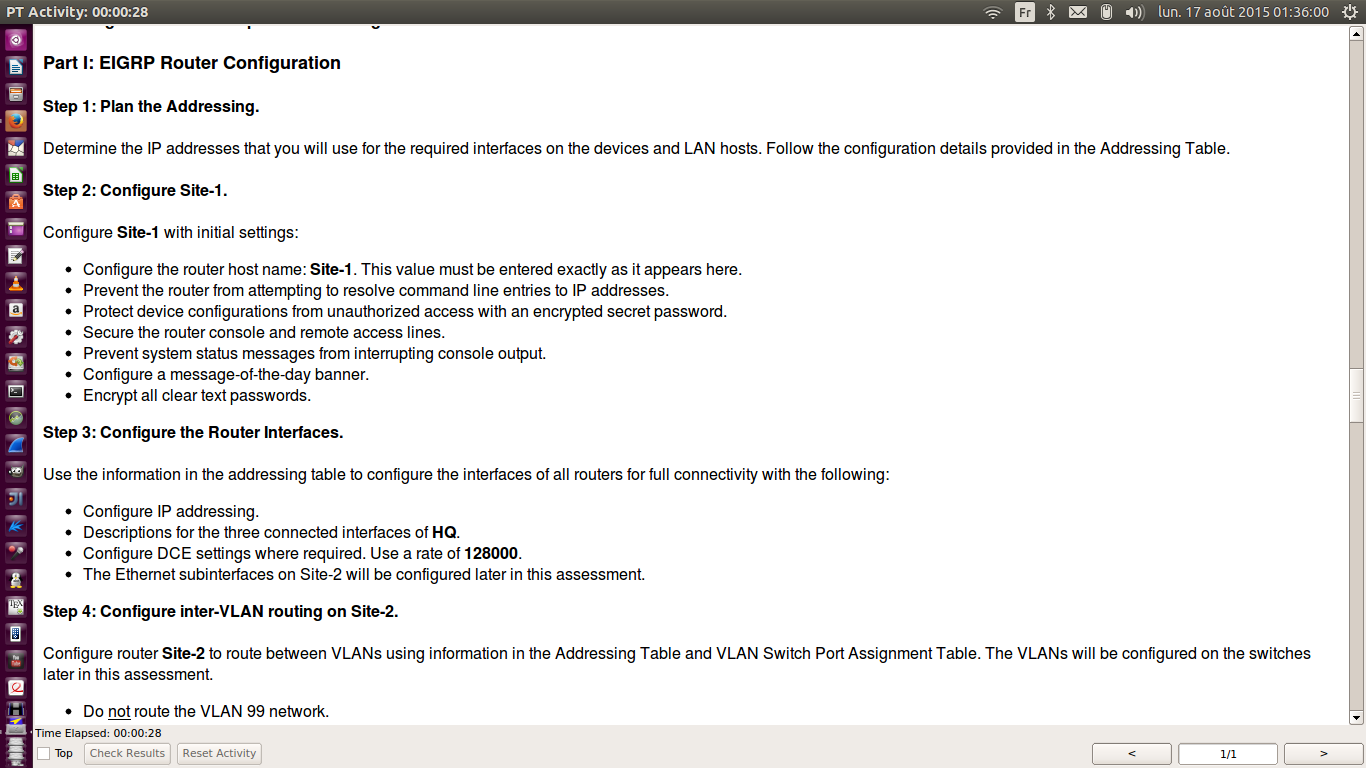 PT Activity: 00:00:28
Fr
lun. 17 août 2015 01:36:00
Part I: EIGRP Router Configuration
Step 1: Plan the Addressing.
Determine the IP addresses that you will use for the required interfaces on the devices and LAN hosts. Follow the configuration details provided in the Addressing Table.
Step 2: Configure Site-1.
Configure Site-1 with initial settings:
• Configure the router host name: Site-1. This value must be entered exactly as it appears here.
• Prevent the router from attempting to resolve command line entries to IP addresses.
• Protect device configurations from unauthorized access with an encrypted secret password.
• Secure the router console and remote access lines.
• Prevent system status messages from interrupting console output.
• Configure a message-of-the-day banner.
• Encrypt all clear text passwords.
Step 3: Configure the Router Interfaces.
Use the information in the addressing table to configure the interfaces of all routers for full connectivity with the following:
• Configure IP addressing.
• Descriptions for the three connected interfaces of HQ.
• Configure DCE settings where required. Use a rate of 128000.
• The Ethernet subinterfaces on Site-2 will be configured later in this assessment.
Step 4: Configure inter-VLAN routing on Site-2.
Configure router Site-2 to route between VLANs using information in the Addressing Table and VLAN Switch Port Assignment Table. The VLANs will be configured on the switches
later in this assessment.
• Do not route the VLAN 99 network.
Time Elapsed: 00:00:28
Top
Check Results
Reset Activity
<
1/1
>